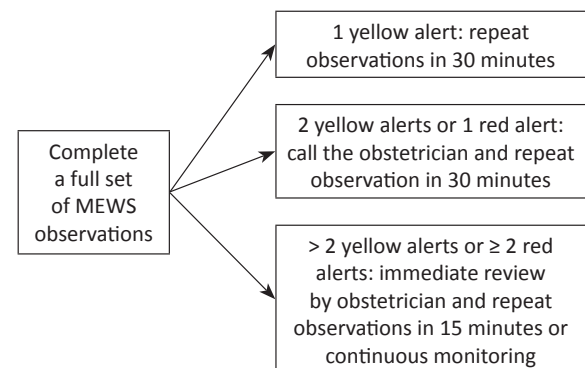 Complete
a full set
of MEWS
observations
1 yellow alert: repeat
observations in 30 minutes
2 yellow alerts or 1 red alert:
call the obstetrician and repeat
observation in 30 minutes
> 2 yellow alerts or ≥ 2 red
alerts: immediate review
by obstetrician and repeat
observations in 15 minutes or
continuous monitoring